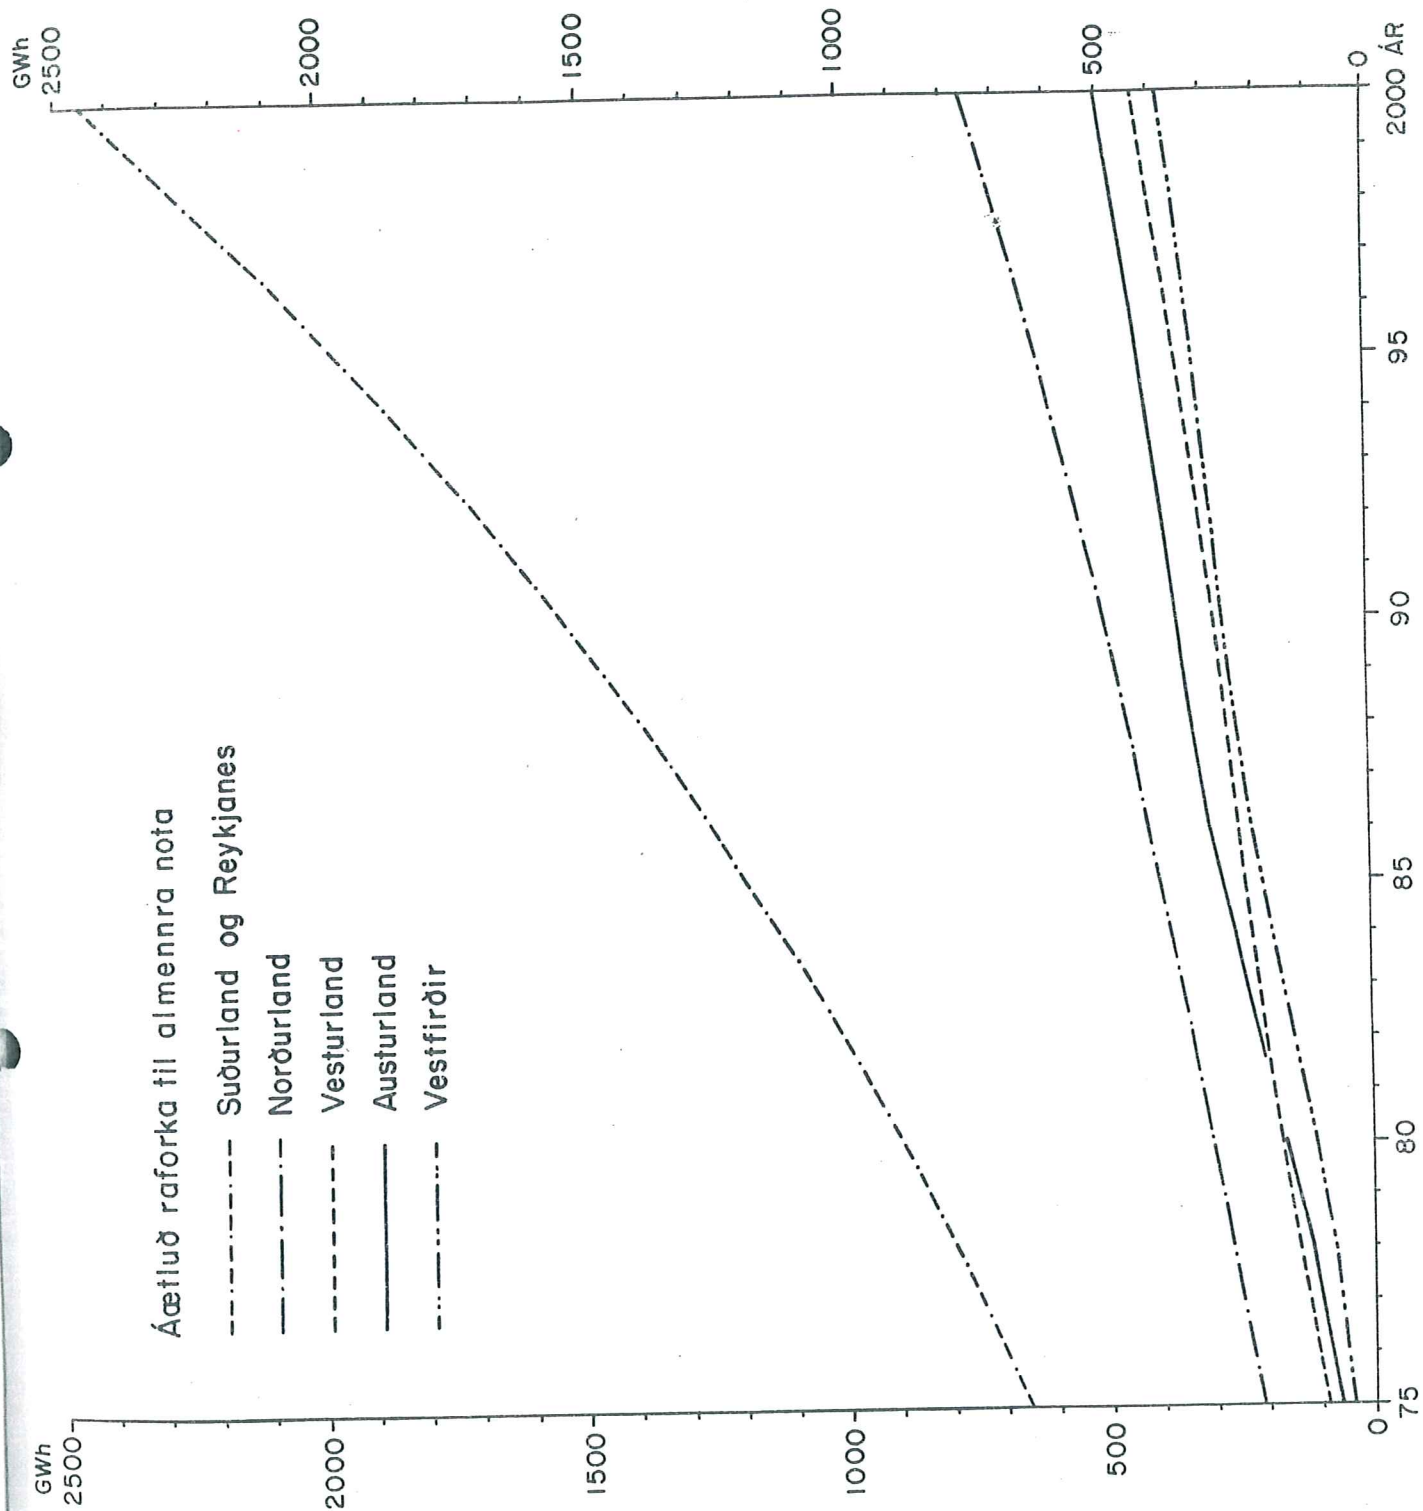 Áætluð raforka til almennra nota
Suðurland og Reykjanes
Norðurland
Vesturland
Austurland
Vestfirðir
GWh
2500
2000
1500
1000
500
0
GWh
2500
2000
1500
1000
500
0
75
80
85
90
95
2000 ÁR